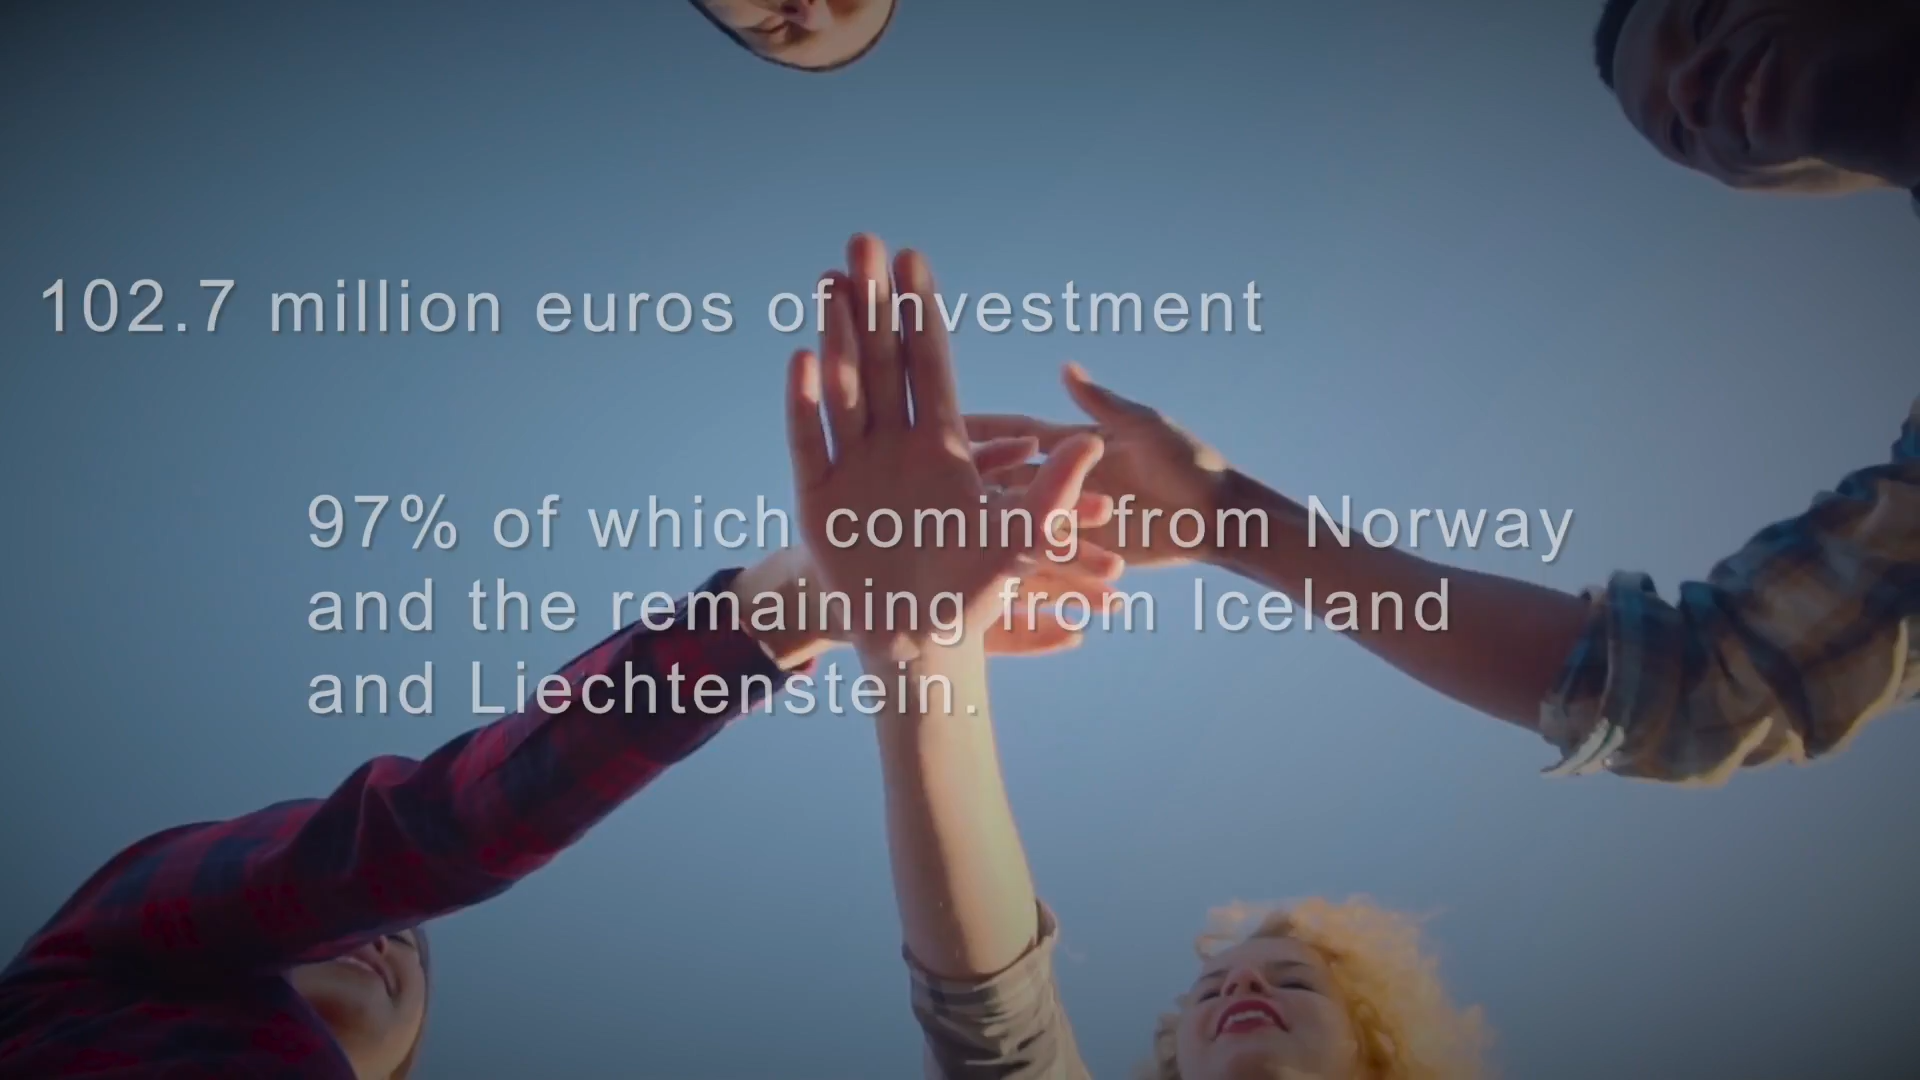 102.7 million euros of Investment
97% of which coming from Norway
and the remaining from Iceland
and Liechtenstein.